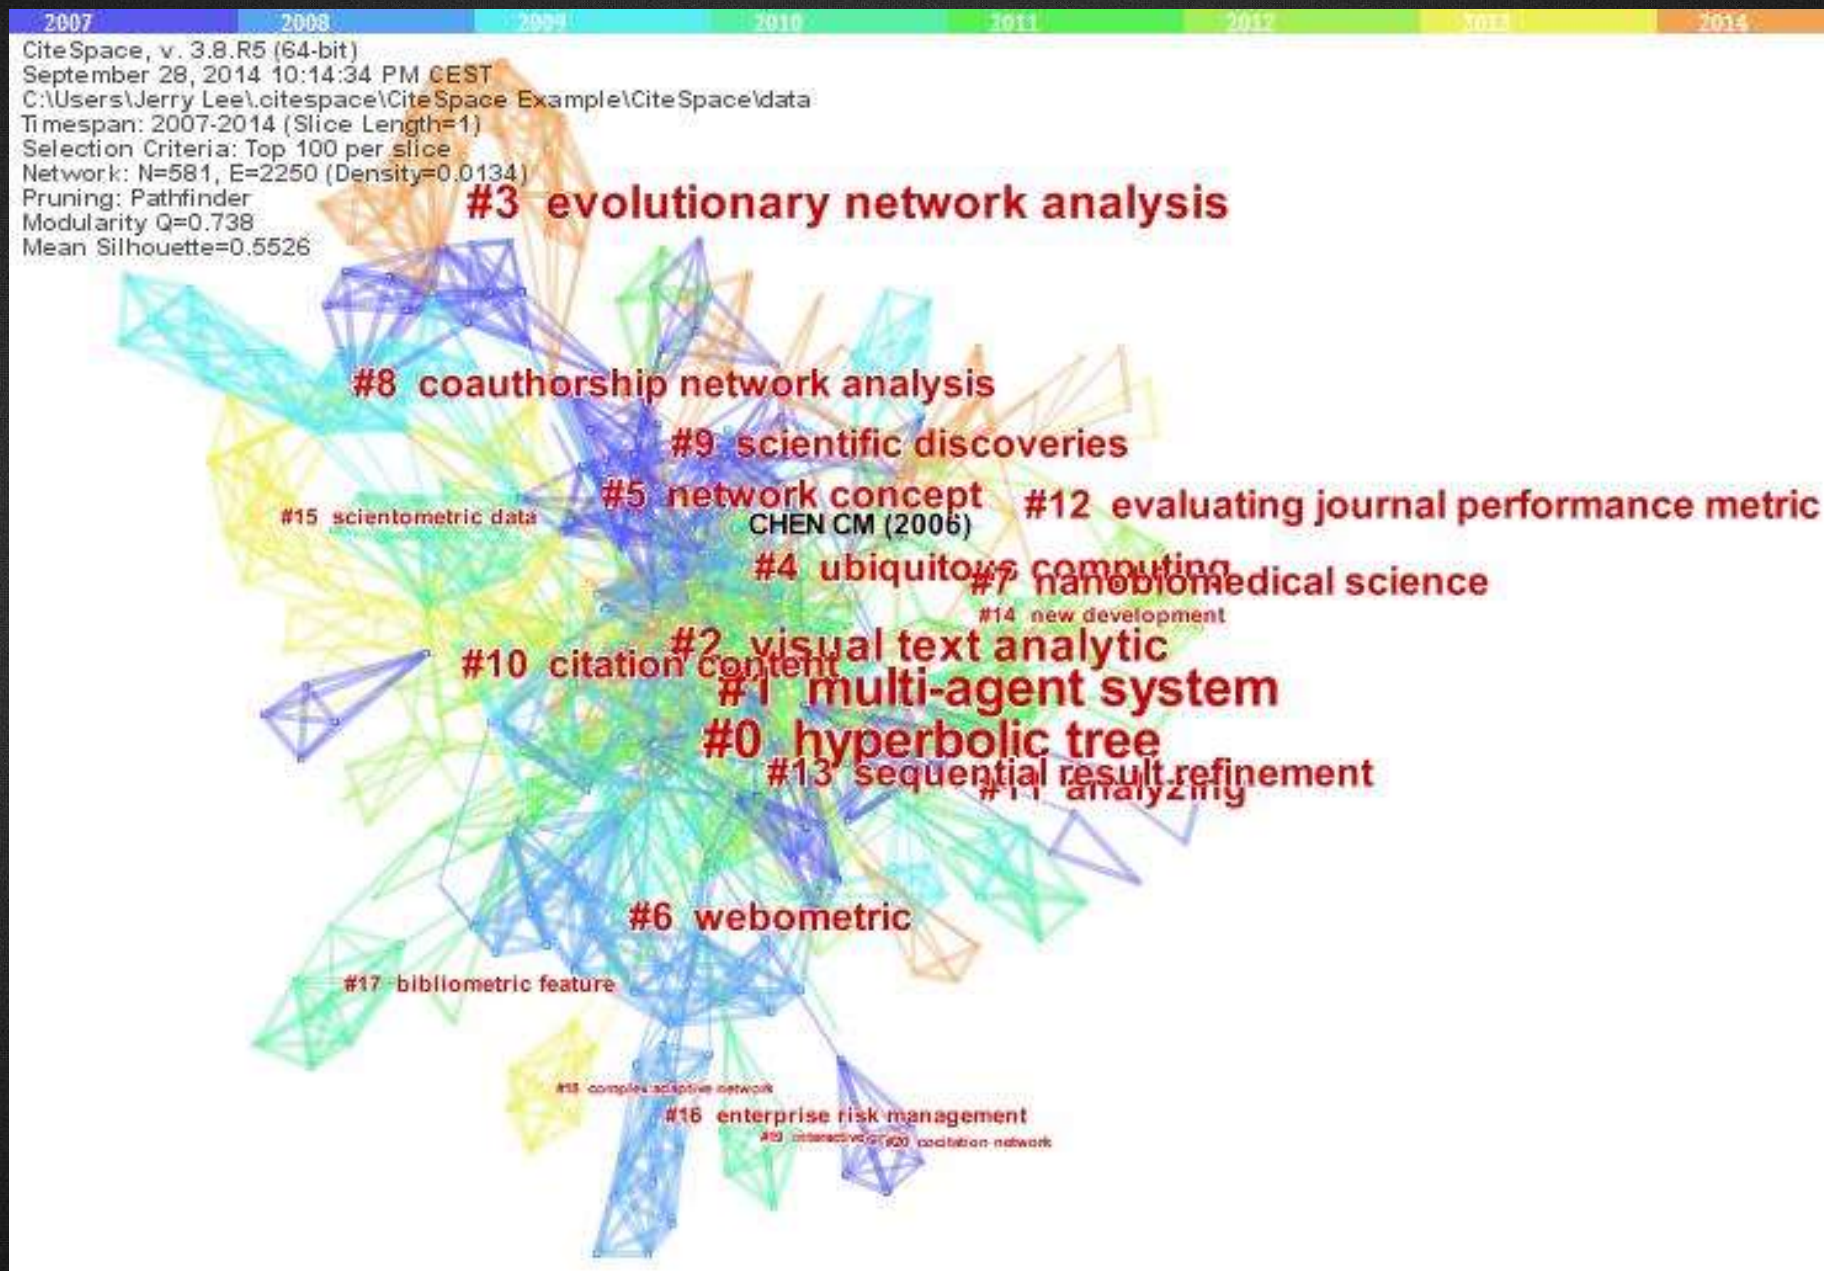 2007 2008 2009 2010 2011 2012 2013 2014
CiteSpace, v. 3.8.R5 (64-bit)
September 28, 2014 10:14:34 PM CEST
C:\Users\Jerry Lee\.citespace\CiteSpace Example\CiteSpace\data
Timespan: 2007-2014 (Slice Length=1)
Selection Criteria: Top 100 per slice
Network: N=581, E=2250 (Density=0.0134)
Pruning: Pathfinder
Modularity Q=0.738
Mean Silhouette=0.5526
#3 evolutionary network analysis
#8 coauthorship network analysis
#9 scientific discoveries
#5 network concept
#12 evaluating journal performance metric
#15 scientometric data
CHEN CM (2006)
#4 ubiquitous computing
#7 nanobiomedical science
#14 new development
#2 visual text analytic
#10 citation content
#1 multi-agent system
#0 hyperbolic tree
#13 sequential result refinement
#11 analyzing
#6 webometric
#17 bibliometric feature
#18 complex adaptive network
#16 enterprise risk management
#19 interactive
#20 cocitation network